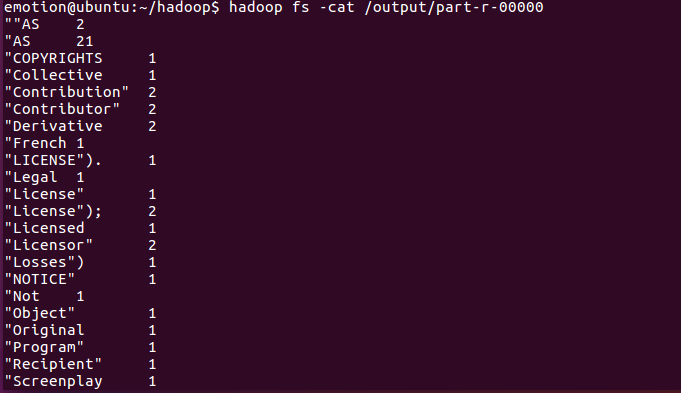 emotion@ubuntu:~/hadoop$ hadoop fs -cat /output/part-r-00000
""AS	2
"AS	21
"COPYRIGHTS	1
"Collective	1
"Contribution"	2
"Contributor"	2
"Derivative	2
"French	1
"LICENSE").	1
"Legal	1
"License"	1
"License");	2
"Licensed	1
"Licensor"	2
"Losses")	1
"NOTICE"	1
"Not	1
"Object"	1
"Original	1
"Program"	1
"Recipient"	1
"Screenplay	1